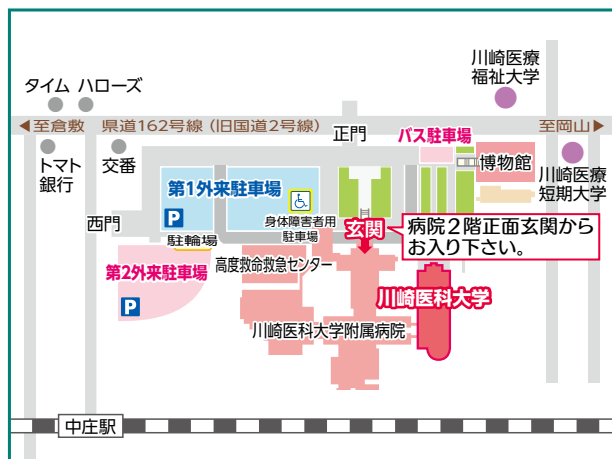 川崎医療
福祉大学
タイム ハローズ
◀至倉敷 県道162号線(旧国道2号線) 正門 バス駐車場 至岡山▶
トマト
銀行
交番
博物館
川崎医療
短期大学
第1外来駐車場
P
身体障害者用
駐車場
西門
駐輪場
玄関
病院2階正面玄関から
お入り下さい。
第2外来駐車場
P
高度救命救急センター
川崎医科大学
川崎医科大学附属病院
中庄駅